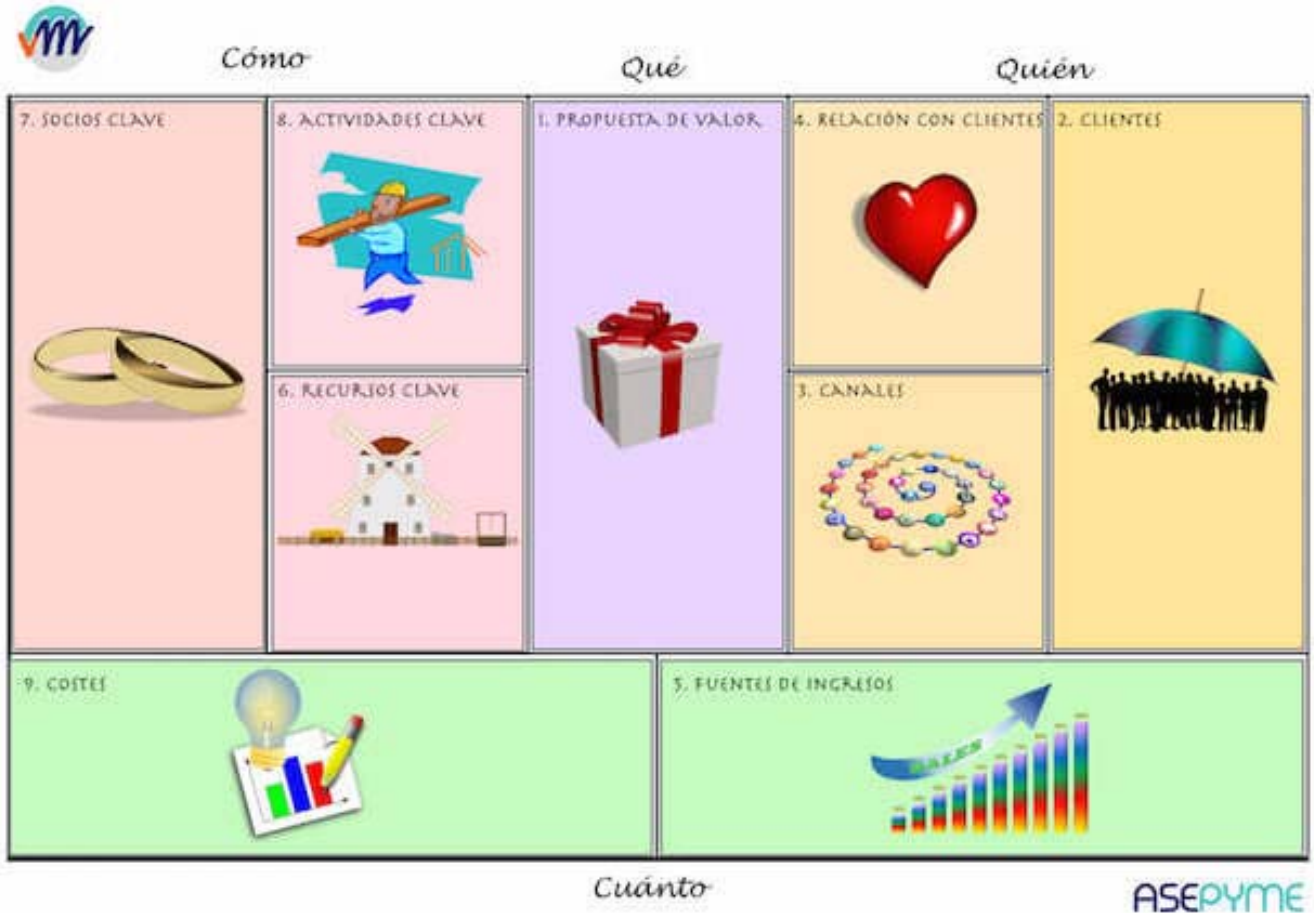 Cómo
Qué
Quién
7. SOCIOS CLAVE
8. ACTIVIDADES CLAVE
1. PROPUESTA DE VALOR
4. RELACIÓN CON CLIENTES
2. CLIENTES
6. RECURSOS CLAVE
3. CANALES
9. COSTES
5. FUENTES DE INGRESOS
SALES
Cuánto
ASEPYME